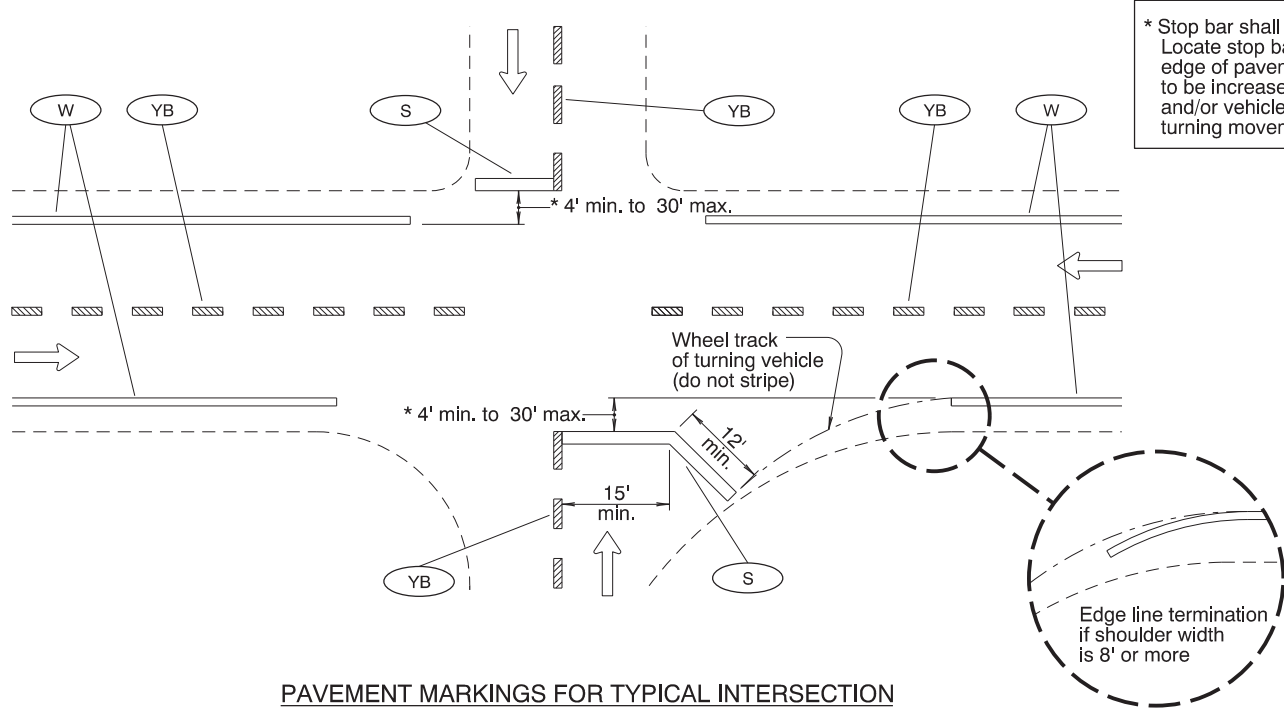 * Stop bar shall
Locate stop ba
edge of paven
to be increase
and/or vehicle
turning moven
W
YB
S
YB
YB
W
* 4' min. to 30' max.
Wheel track
of turning vehicle
(do not stripe)
* 4' min. to 30' max.
12'
min.
15'
min.
YB
S
Edge line termination
if shoulder width
is 8' or more
PAVEMENT MARKINGS FOR TYPICAL INTERSECTION